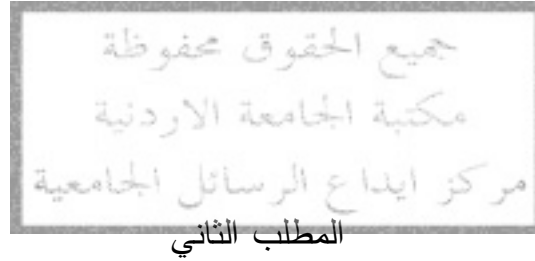 جميع الحقوق محفوظة
مكتبة الجامعة الاردنية
مركز ايداع الرسائل الجامعية
المطلب الثاني